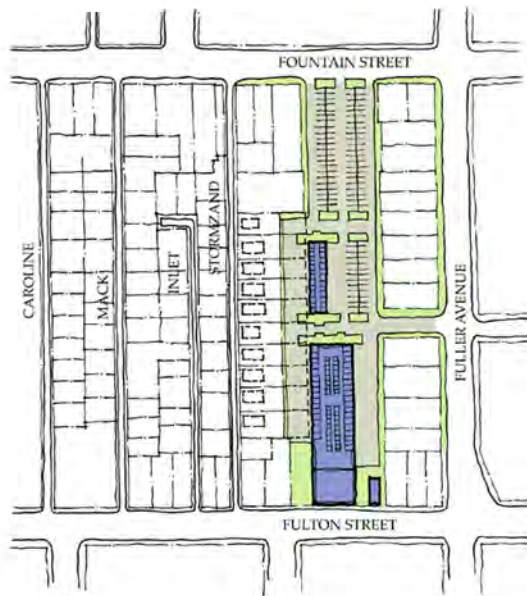 FOUNTAIN STREET
CAROLINE
MACK
INLET
STORMZAND
FULLER AVENUE
FULTON STREET